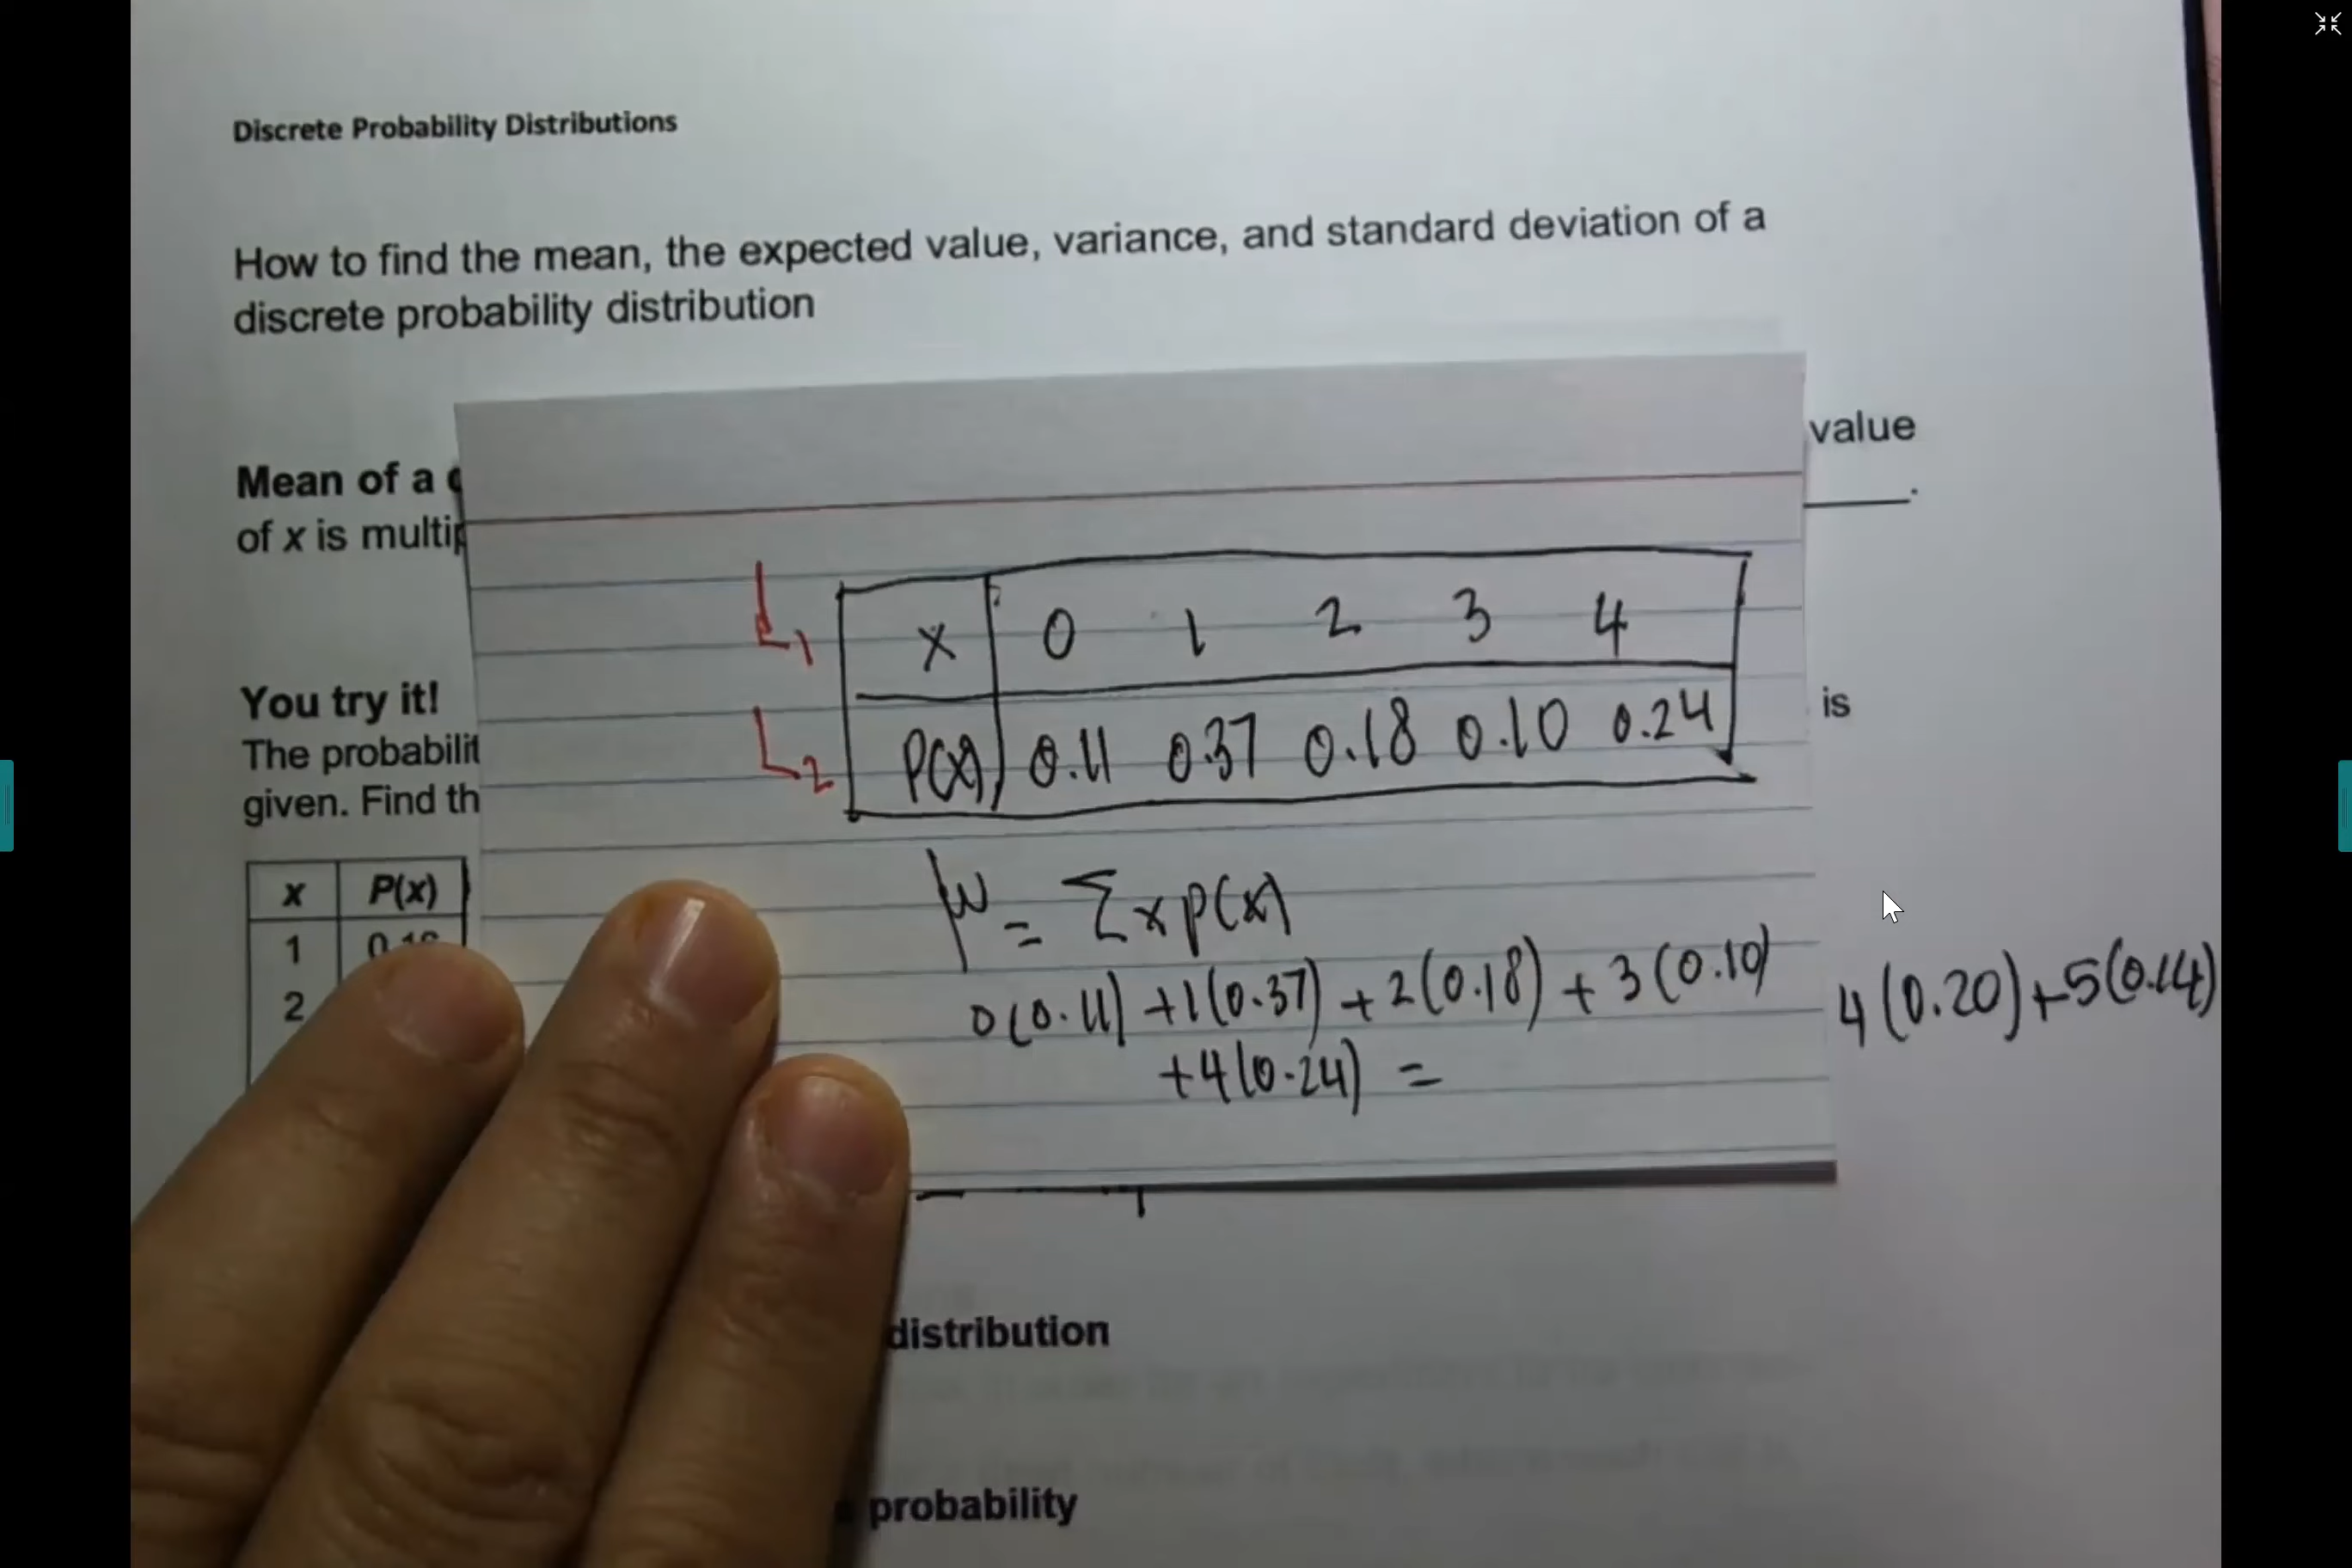 Discrete Probability Distributions
How to find the mean, the expected value, variance, and standard deviation of a
discrete probability distribution
value
Mean of a
of x is
L1 x 0 1 2 3 4
L2 P(x) 0.11 0.37 0.18 0.10 0.24
You try it!
is
The
given. Find
x P(x)
1
2
μ = Σxp(x)
0(0.11) + 1(0.37) + 2(0.18) + 3(0.10)
+ 4(0.24) =
4(0.20) + 5(0.14)
distribution
probability